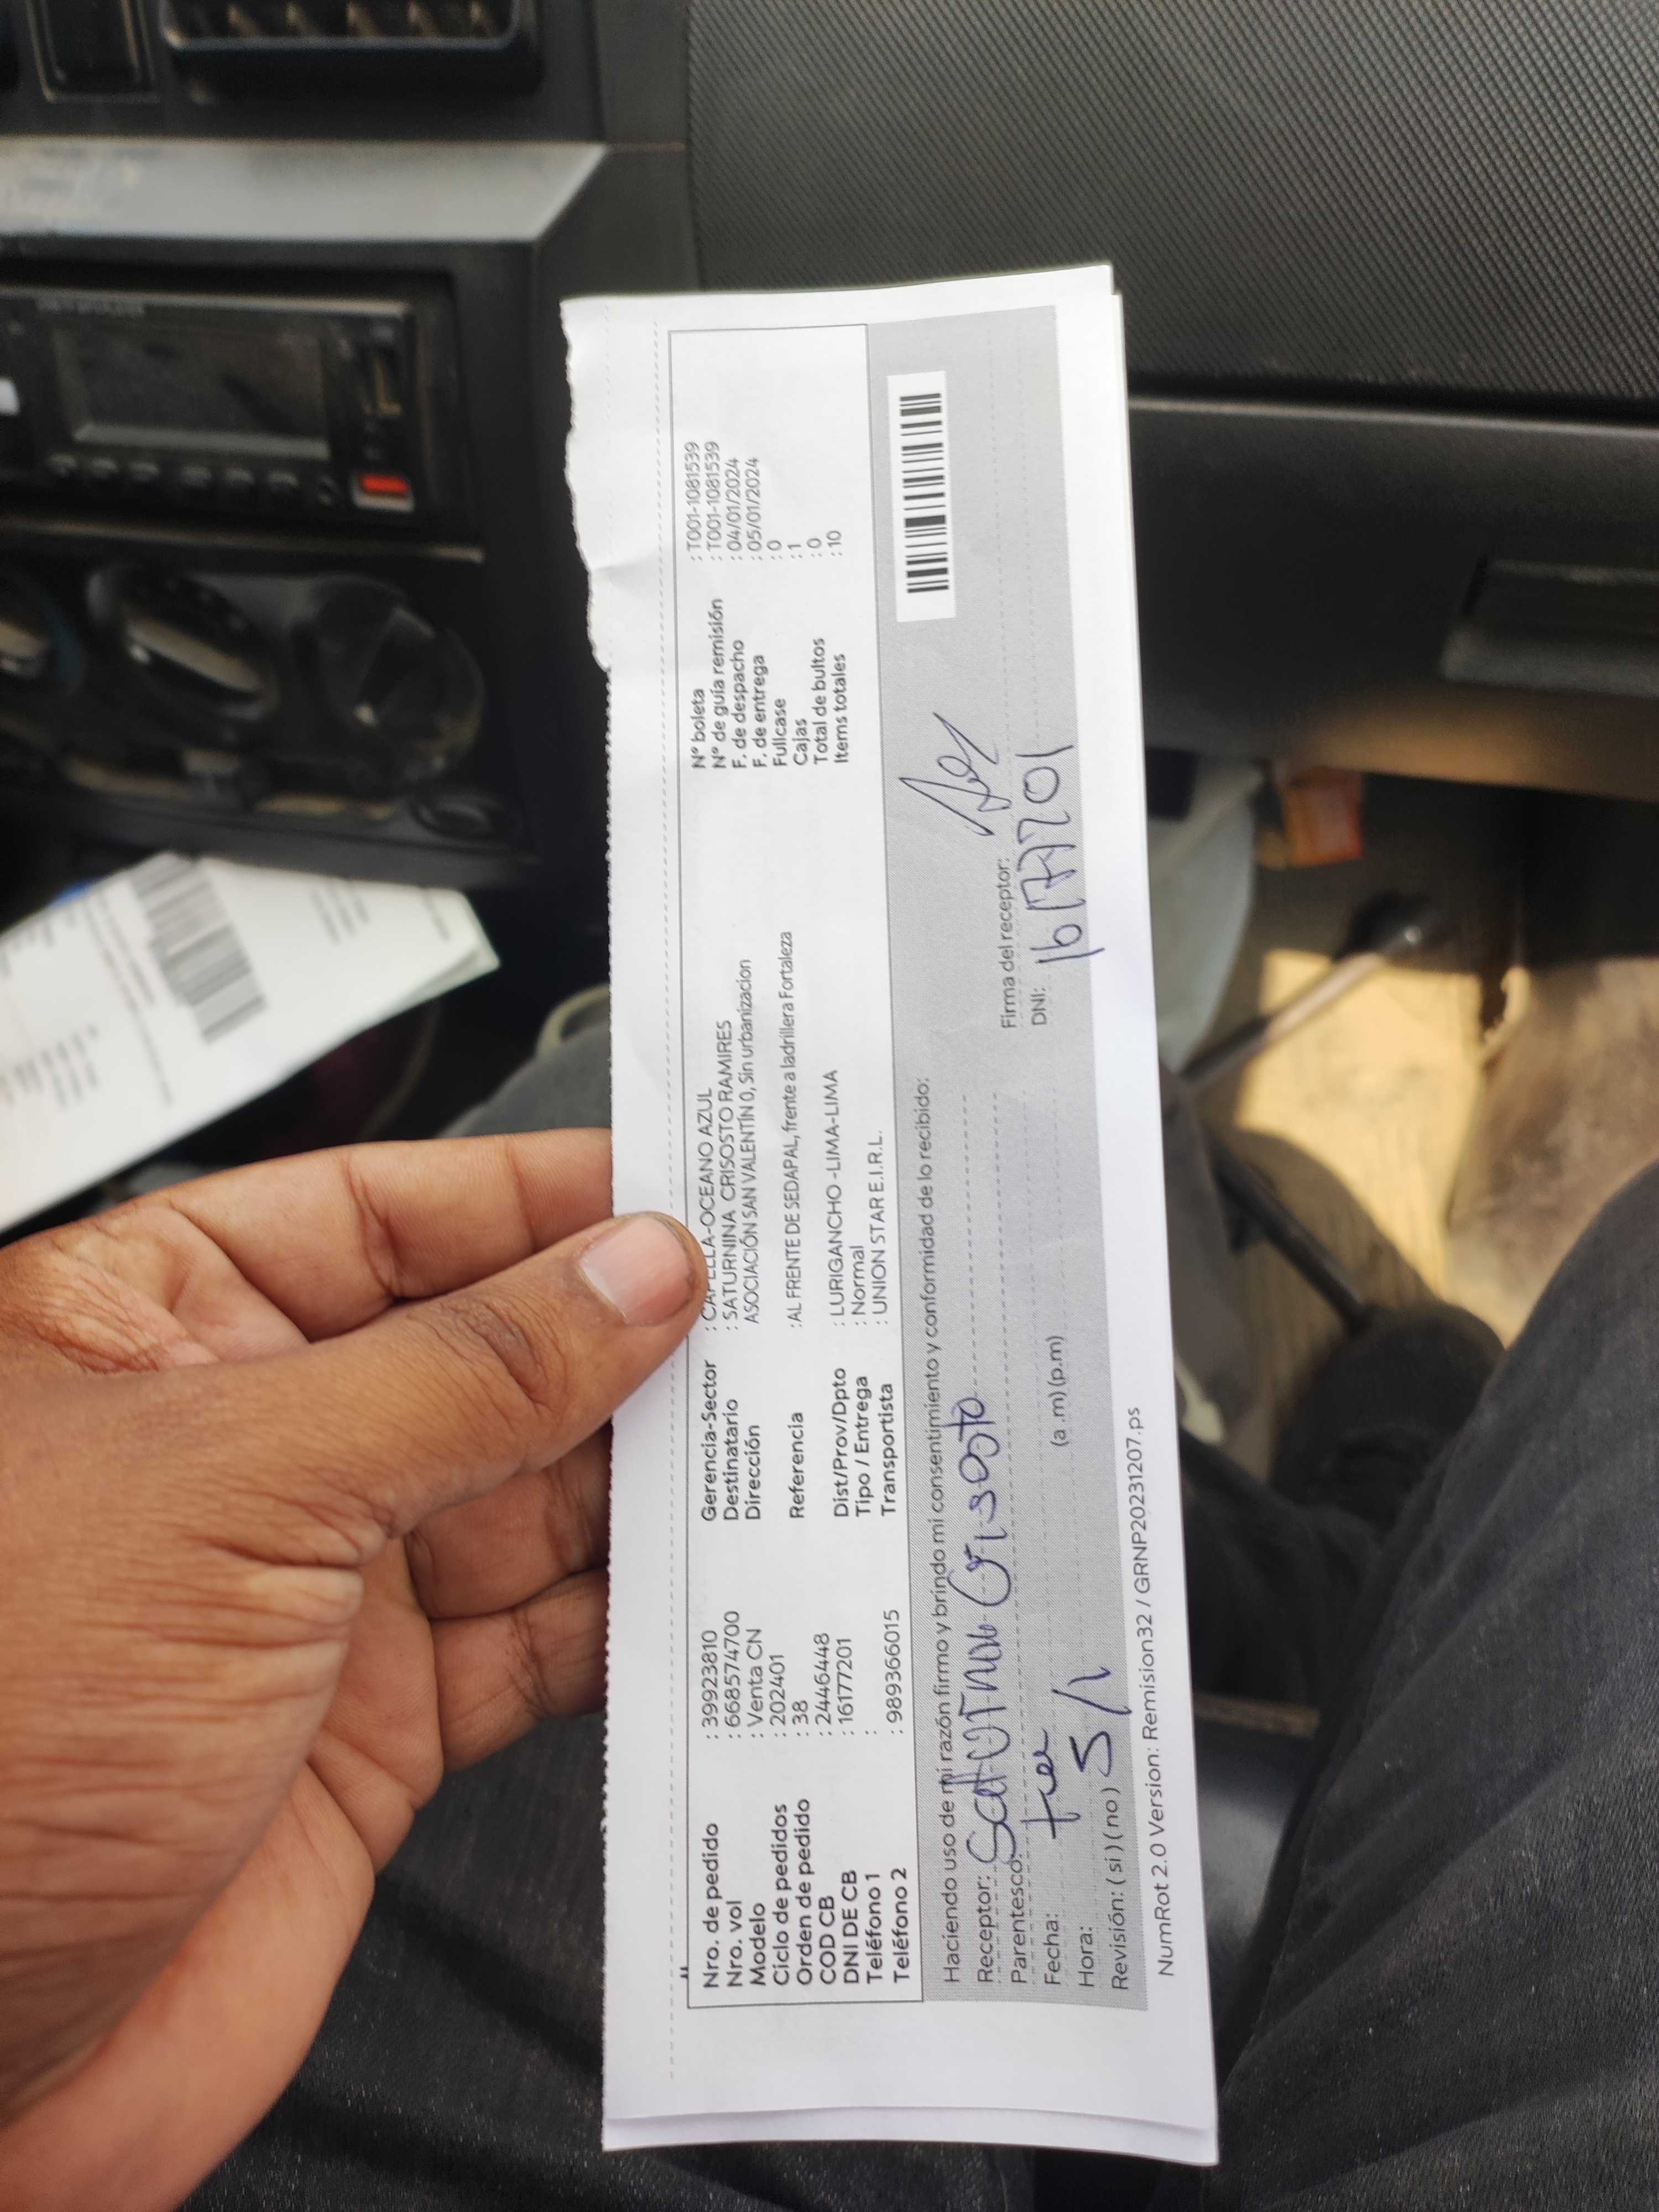 Nro. de pedido : 39923810
Nro. vol : 668574700
Modelo : Venta CN
Ciclo de pedidos : 202401
Orden de pedido : 38
COD CB : 24464​48
DNI DE CB : 16177201
Teléfono 1 :
Teléfono 2 : 989366015
Gerencia-Sector : CAPELLA-OCEANO AZUL
Destinatario : SATURNINA CRISOSTO RAMIRES
Dirección ASOCIACIÓN SAN VALENTÍN 0, Sin urbanizacion
Referencia : AL FRENTE DE SEDAPAL, frente a ladrillera Fortaleza
Dist/Prov/Dpto : LURIGANCHO -LIMA-LIMA
Tipo / Entrega : Normal
Transportista : UNION STAR E.I.R.L.
N° boleta : T001-1081539
N° de guía remisión : T001-1081539
F. de despacho : 04/01/2024
F. de entrega : 05/01/2024
Fullcase : 0
Cajas : 1
Total de bultos : 0
Items totales : 10
Haciendo uso de mi razón firmo y brindo mi consentimiento y conformidad de lo recibido:
Receptor: Saturnina Crisosto
Parentesco:
Fecha:
Hora: (a .m) (p.m)
Revisión: ( si ) ( no ) 5/1
Firma del receptor:
DNI: 16177201
NumRot 2.0 Version: Remision32 / GRNP20231207.ps